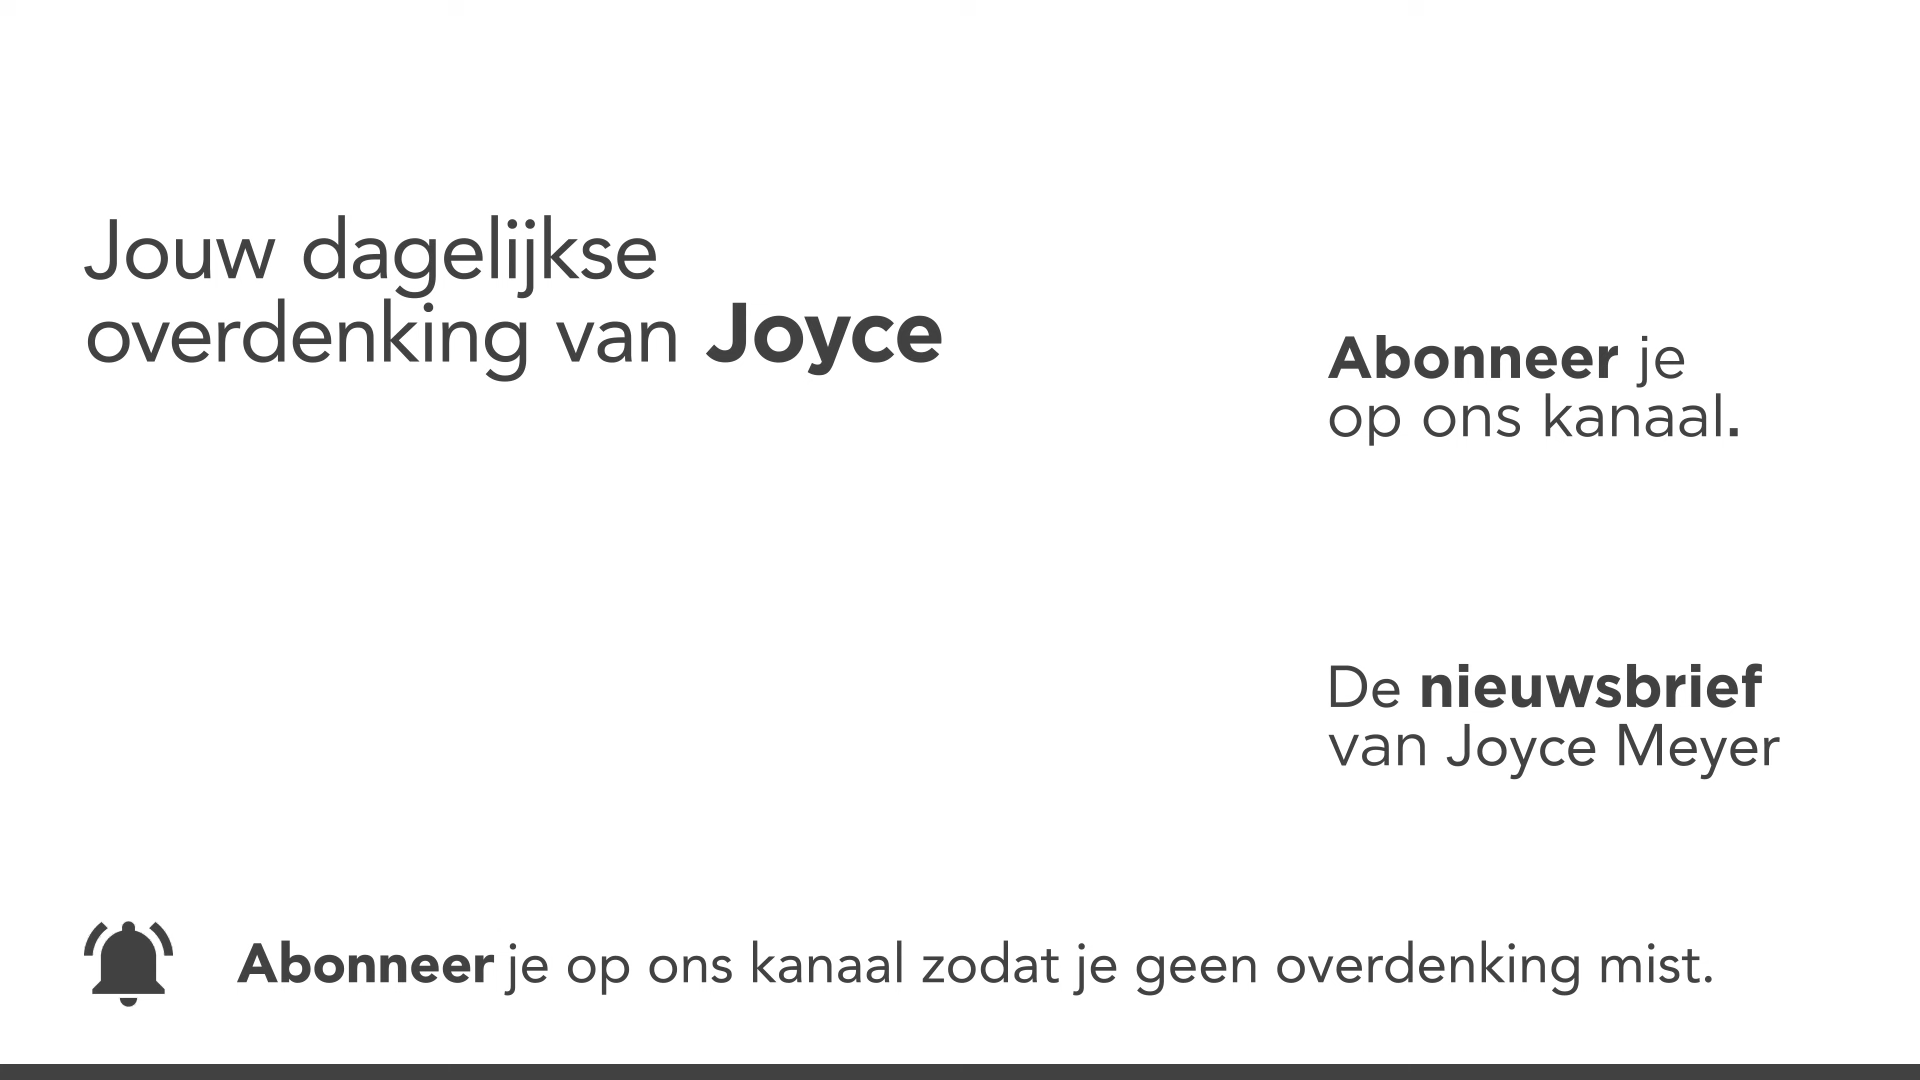 Jouw dagelijkse
overdenking van Joyce
Abonneer je
op ons kanaal.
De nieuwsbrief
van Joyce Meyer
Abonneer je op ons kanaal zodat je geen overdenking mist.